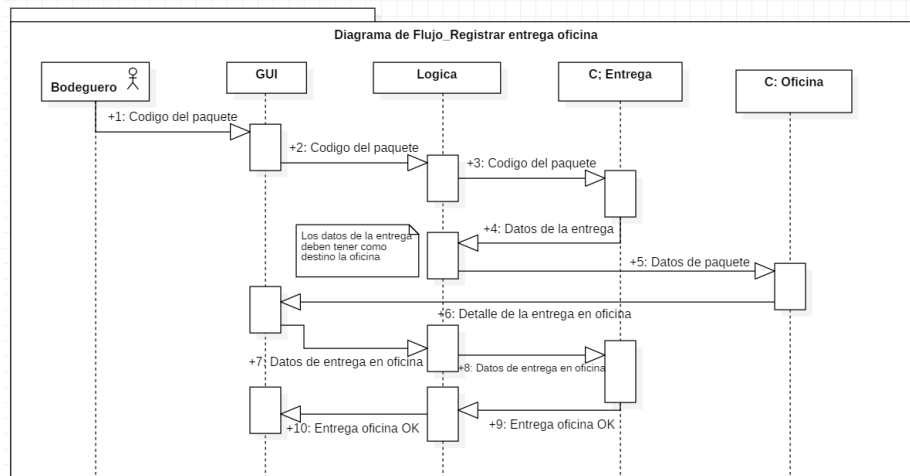 Diagrama de Flujo_Registrar entrega oficina
Bodeguero
GUI
Logica
C; Entrega
C: Oficina
+1: Codigo del paquete
+2: Codigo del paquete
+3: Codigo del paquete
+4: Datos de la entrega
Los datos de la entrega
deben tener como
destino la oficina
+5: Datos de paquete
+6: Detalle de la entrega en oficina
+7: Datos de entrega en oficina
+8: Datos de entrega en oficina
+9: Entrega oficina OK
+10: Entrega oficina OK